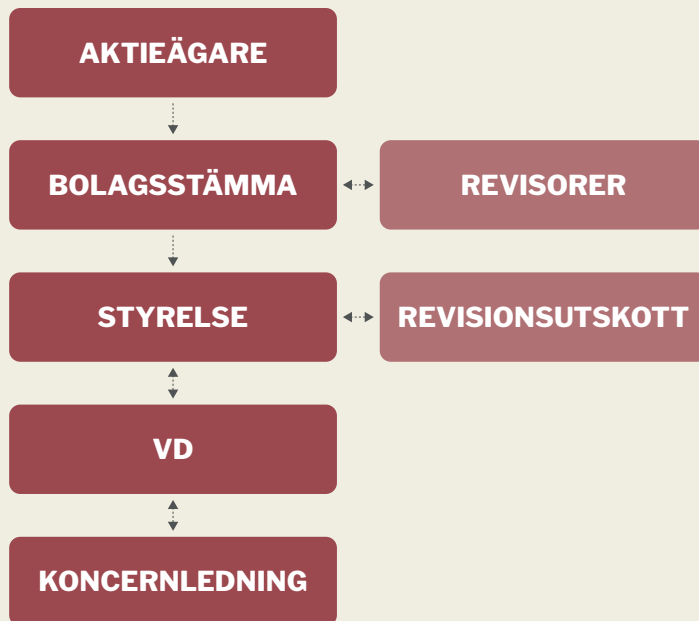 AKTIEÄGARE
BOLAGSSTÄMMA
REVISORER
STYRELSE
REVISIONSUTSKOTT
VD
KONCERNLEDNING